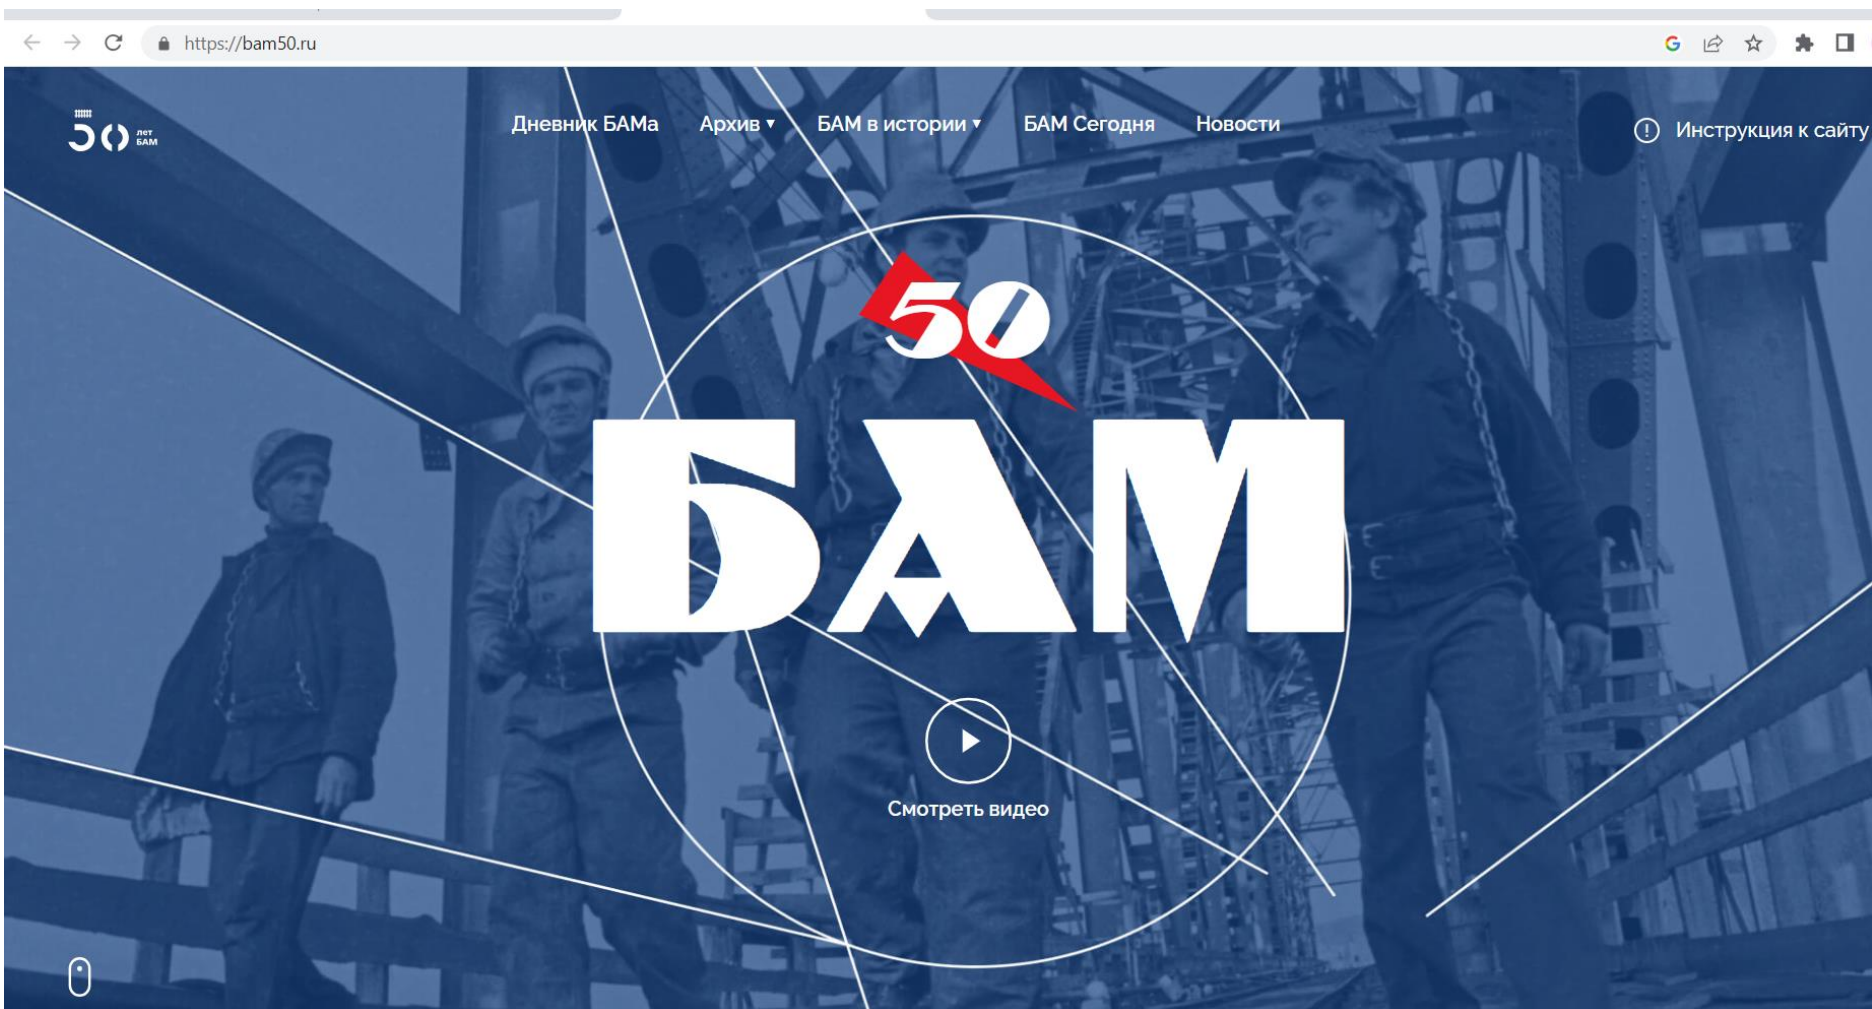 https://bam50.ru
50 лет БАМ
Дневник БАМа Архив БАМ в истории БАМ Сегодня Новости
Инструкция к сайту
50
БАМ
Смотреть видео